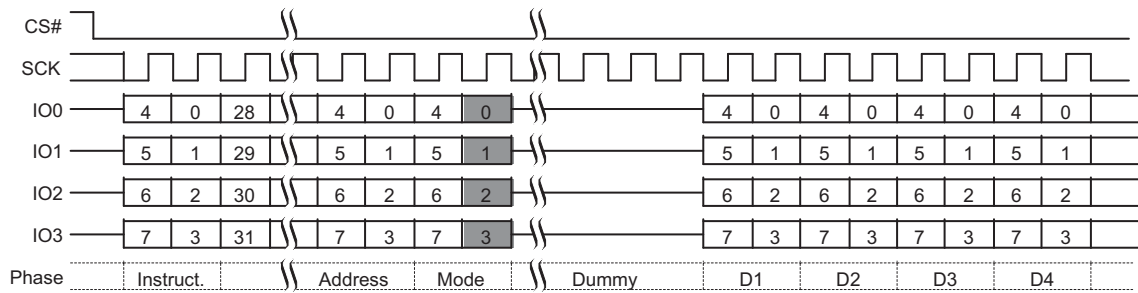 CS#
SCK
IO0 4 0 28 4 0 4 0 4 0 4 0 4 0 4 0
IO1 5 1 29 5 1 5 1 5 1 5 1 5 1 5 1
IO2 6 2 30 6 2 6 2 6 2 6 2 6 2 6 2
IO3 7 3 31 7 3 7 3 7 3 7 3 7 3 7 3
Phase Instruct. Address Mode Dummy D1 D2 D3 D4